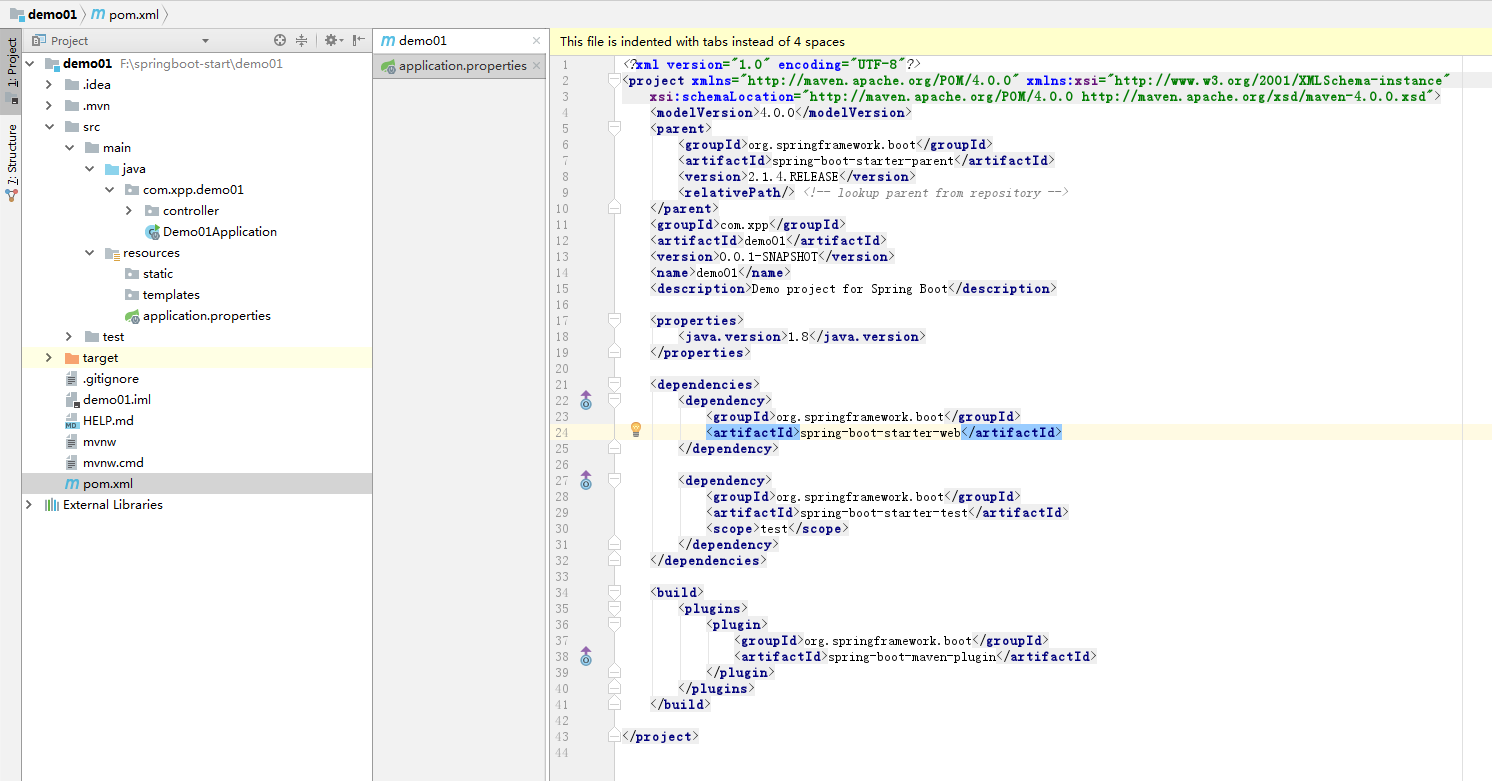 demo01 pom.xml
1: Project
7: Structure
Project
demo01 F:\springboot-start\demo01
.idea
.mvn
src
main
java
com.xpp.demo01
controller
Demo01Application
resources
static
templates
application.properties
test
target
.gitignore
demo01.iml
HELP.md
mvnw
mvnw.cmd
pom.xml
External Libraries
demo01
application.properties
This file is indented with tabs instead of 4 spaces
1 <?xml version="1.0" encoding="UTF-8"?>
2 <project xmlns="http://maven.apache.org/POM/4.0.0" xmlns:xsi="http://www.w3.org/2001/XMLSchema-instance"
3 xsi:schemaLocation="http://maven.apache.org/POM/4.0.0 http://maven.apache.org/xsd/maven-4.0.0.xsd">
4 <modelVersion>4.0.0</modelVersion>
5 <parent>
6 <groupId>org.springframework.boot</groupId>
7 <artifactId>spring-boot-starter-parent</artifactId>
8 <version>2.1.4.RELEASE</version>
9 <relativePath/> <!-- lookup parent from repository -->
10 </parent>
11 <groupId>com.xpp</groupId>
12 <artifactId>demo01</artifactId>
13 <version>0.0.1-SNAPSHOT</version>
14 <name>demo01</name>
15 <description>Demo project for Spring Boot</description>
16
17 <properties>
18 <java.version>1.8</java.version>
19 </properties>
20
21 <dependencies>
22 <dependency>
23 <groupId>org.springframework.boot</groupId>
24 <artifactId>spring-boot-starter-web</artifactId>
25 </dependency>
26
27 <dependency>
28 <groupId>org.springframework.boot</groupId>
29 <artifactId>spring-boot-starter-test</artifactId>
30 <scope>test</scope>
31 </dependency>
32 </dependencies>
33
34 <build>
35 <plugins>
36 <plugin>
37 <groupId>org.springframework.boot</groupId>
38 <artifactId>spring-boot-maven-plugin</artifactId>
39 </plugin>
40 </plugins>
41 </build>
42
43 </project>
44